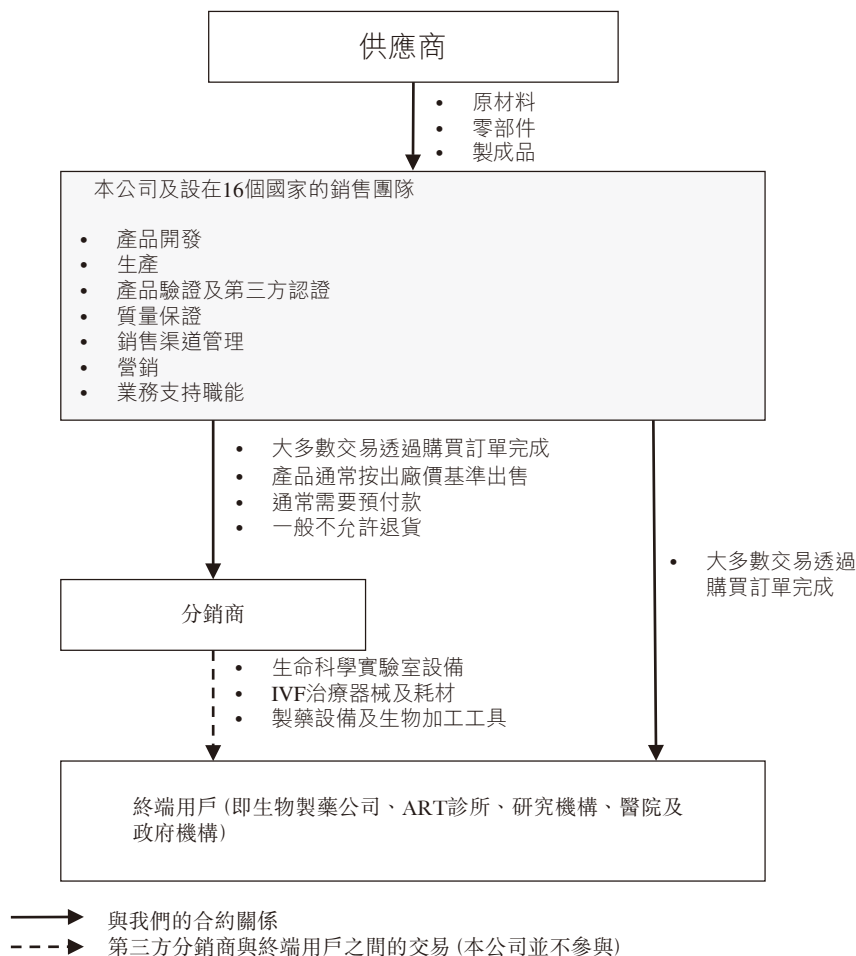 供應商
• 原材料
• 零部件
• 製成品
本公司及設在16個國家的銷售團隊
• 產品開發
• 生產
• 產品驗證及第三方認證
• 質量保證
• 銷售渠道管理
• 營銷
• 業務支持職能
• 大多數交易透過購買訂單完成
• 產品通常按出廠價基準出售
• 通常需要預付款
• 一般不允許退貨
• 大多數交易透過
購買訂單完成
分銷商
• 生命科學實驗室設備
• IVF治療器械及耗材
• 製藥設備及生物加工工具
終端用戶 (即生物製藥公司、ART診所、研究機構、醫院及
政府機構)
與我們的合約關係
第三方分銷商與終端用戶之間的交易 (本公司並不參與)